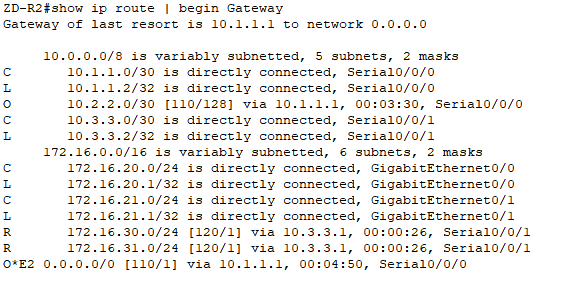 ZD-R2#show ip route | begin Gateway
Gateway of last resort is 10.1.1.1 to network 0.0.0.0
10.0.0.0/8 is variably subnetted, 5 subnets, 2 masks
C 10.1.1.0/30 is directly connected, Serial0/0/0
L 10.1.1.2/32 is directly connected, Serial0/0/0
O 10.2.2.0/30 [110/128] via 10.1.1.1, 00:03:30, Serial0/0/0
C 10.3.3.0/30 is directly connected, Serial0/0/1
L 10.3.3.2/32 is directly connected, Serial0/0/1
172.16.0.0/16 is variably subnetted, 6 subnets, 2 masks
C 172.16.20.0/24 is directly connected, GigabitEthernet0/0
L 172.16.20.1/32 is directly connected, GigabitEthernet0/0
C 172.16.21.0/24 is directly connected, GigabitEthernet0/1
L 172.16.21.1/32 is directly connected, GigabitEthernet0/1
R 172.16.30.0/24 [120/1] via 10.3.3.1, 00:00:26, Serial0/0/1
R 172.16.31.0/24 [120/1] via 10.3.3.1, 00:00:26, Serial0/0/1
O*E2 0.0.0.0/0 [110/1] via 10.1.1.1, 00:04:50, Serial0/0/0